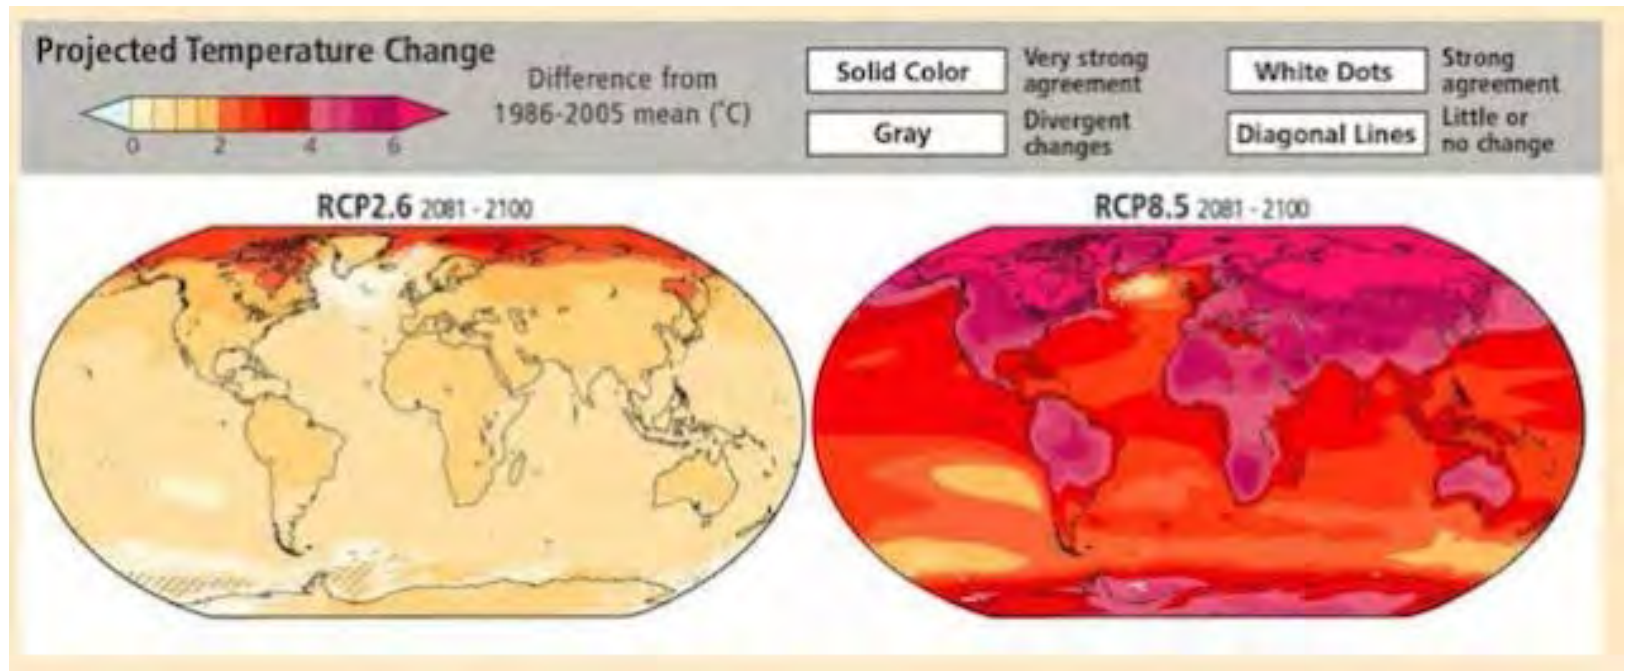 Projected Temperature Change
Difference from
1986-2005 mean (°C)
0 2 4 6
Solid Color
Very strong
agreement
Gray
Divergent
changes
White Dots
Strong
agreement
Diagonal Lines
Little or
no change
RCP2.6 2081 - 2100
RCP8.5 2081 - 2100